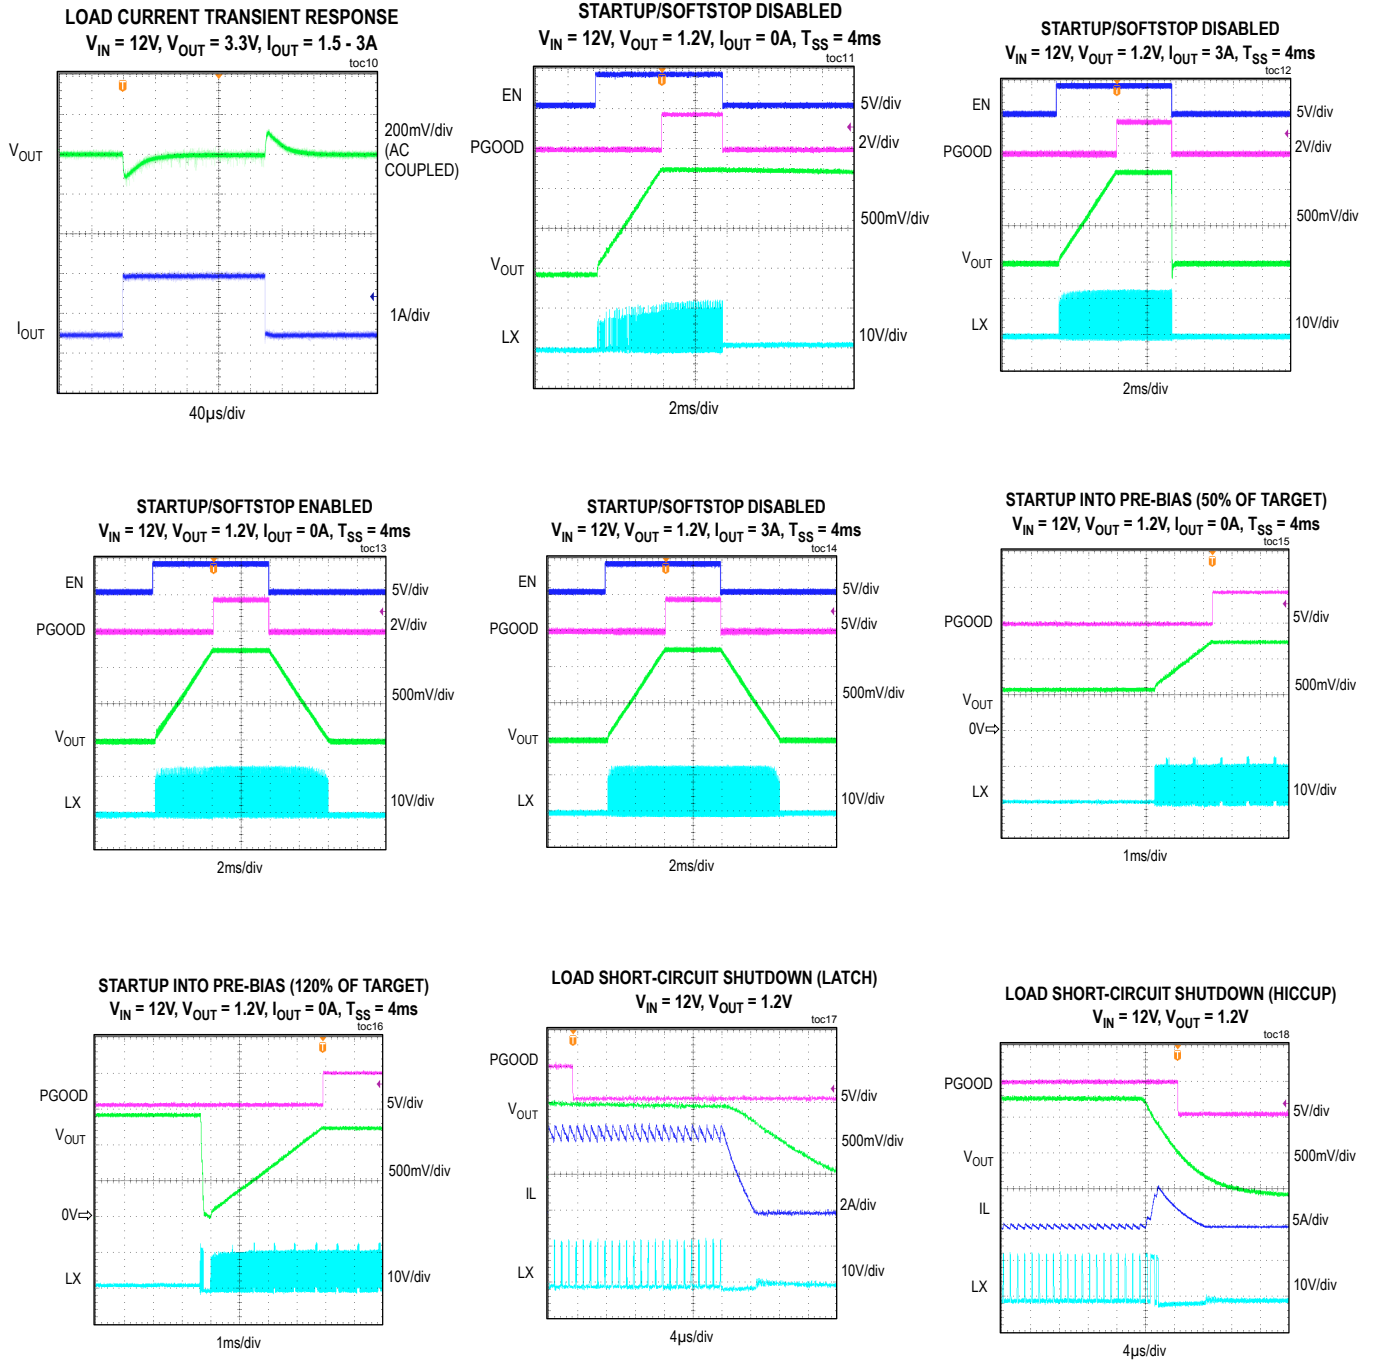 LOAD CURRENT TRANSIENT RESPONSE
VIN = 12V, VOUT = 3.3V, IOUT = 1.5 - 3A
toc10
T
VOUT
200mV/div
(AC
COUPLED)
IOUT
1A/div
40µs/div
STARTUP/SOFTSTOP DISABLED
VIN = 12V, VOUT = 1.2V, IOUT = 0A, TSS = 4ms
toc11
T
EN
5V/div
PGOOD
2V/div
500mV/div
VOUT
LX
10V/div
2ms/div
STARTUP/SOFTSTOP DISABLED
VIN = 12V, VOUT = 1.2V, IOUT = 3A, TSS = 4ms
toc12
T
EN
5V/div
PGOOD
2V/div
500mV/div
VOUT
LX
10V/div
2ms/div
STARTUP/SOFTSTOP ENABLED
VIN = 12V, VOUT = 1.2V, IOUT = 0A, TSS = 4ms
toc13
T
EN
5V/div
PGOOD
2V/div
500mV/div
VOUT
LX
10V/div
2ms/div
STARTUP/SOFTSTOP DISABLED
VIN = 12V, VOUT = 1.2V, IOUT = 3A, TSS = 4ms
toc14
T
EN
5V/div
PGOOD
5V/div
500mV/div
VOUT
LX
10V/div
2ms/div
STARTUP INTO PRE-BIAS (50% OF TARGET)
VIN = 12V, VOUT = 1.2V, IOUT = 0A, TSS = 4ms
toc15
T
PGOOD
5V/div
500mV/div
VOUT
0V⇨
LX
10V/div
1ms/div
STARTUP INTO PRE-BIAS (120% OF TARGET)
VIN = 12V, VOUT = 1.2V, IOUT = 0A, TSS = 4ms
toc16
T
PGOOD
5V/div
VOUT
500mV/div
0V⇨
LX
10V/div
1ms/div
LOAD SHORT-CIRCUIT SHUTDOWN (LATCH)
VIN = 12V, VOUT = 1.2V
toc17
T
PGOOD
5V/div
VOUT
500mV/div
IL
2A/div
LX
10V/div
4µs/div
LOAD SHORT-CIRCUIT SHUTDOWN (HICCUP)
VIN = 12V, VOUT = 1.2V
toc18
T
PGOOD
5V/div
VOUT
500mV/div
IL
5A/div
LX
10V/div
4µs/div